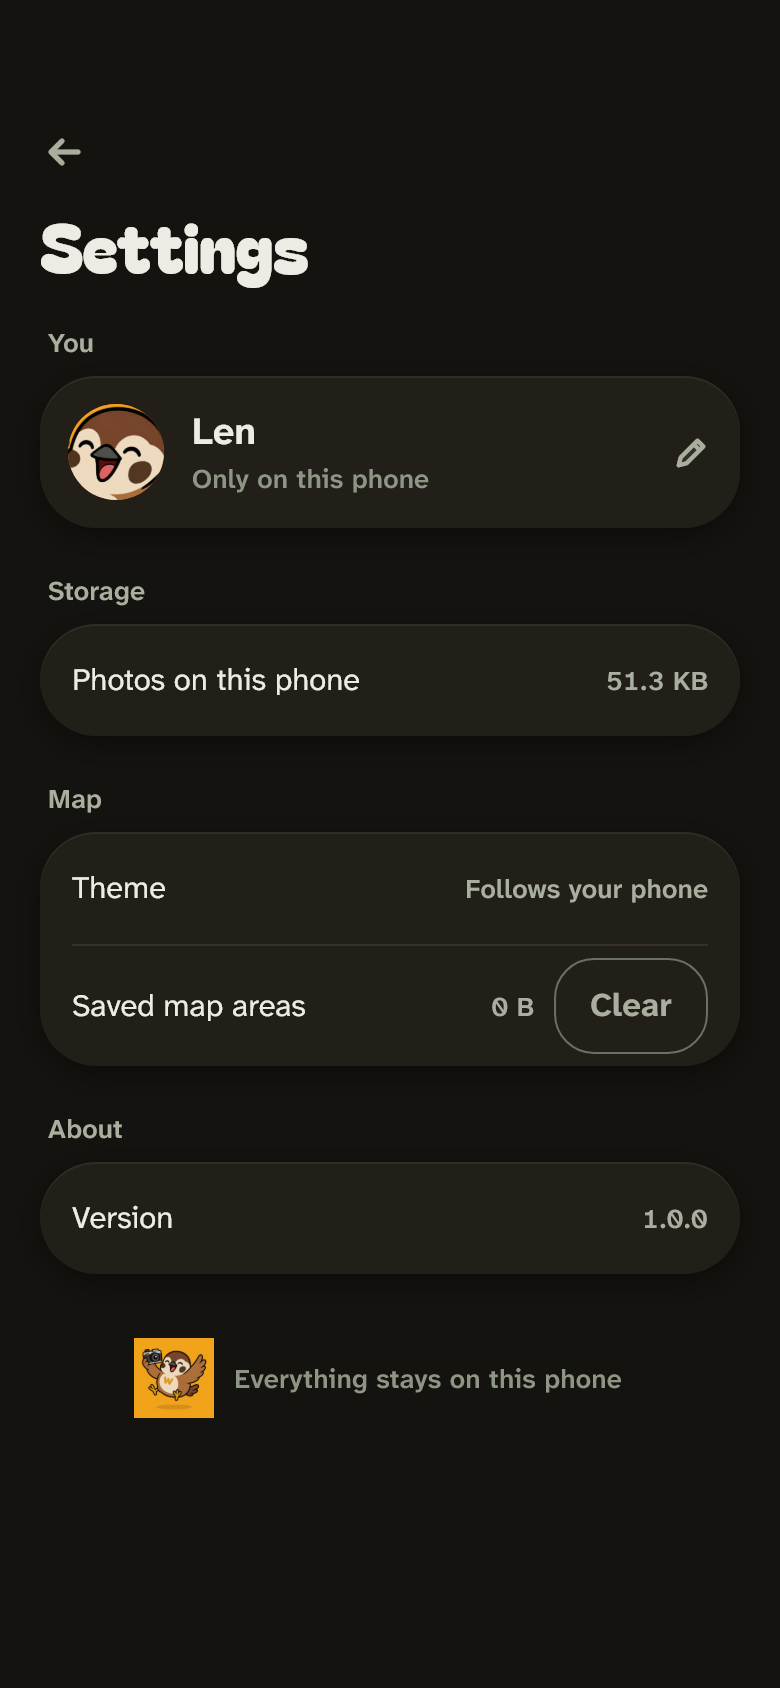 Settings
You
Len
Only on this phone
Storage
Photos on this phone 51.3 KB
Map
Theme Follows your phone
Saved map areas 0 B Clear
About
Version 1.0.0
W
Everything stays on this phone